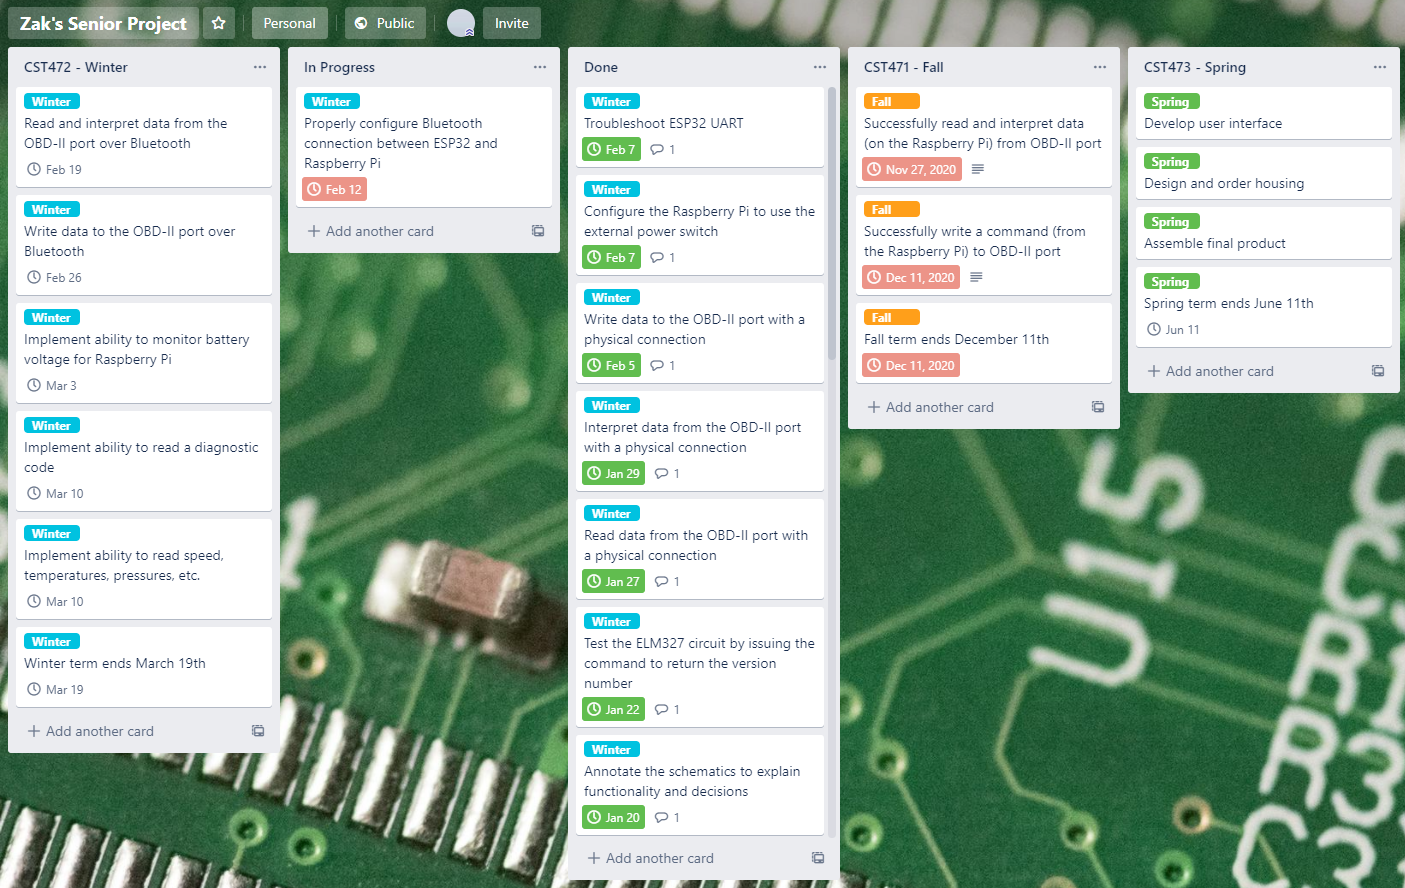 Zak's Senior Project
Personal
Public
Invite
CST472 - Winter
Winter
Read and interpret data from the
OBD-II port over Bluetooth
Feb 19
Winter
Write data to the OBD-II port over
Bluetooth
Feb 26
Winter
Implement ability to monitor battery
voltage for Raspberry Pi
Mar 3
Winter
Implement ability to read a diagnostic
code
Mar 10
Winter
Implement ability to read speed,
temperatures, pressures, etc.
Mar 10
Winter
Winter term ends March 19th
Mar 19
Add another card
In Progress
Winter
Properly configure Bluetooth
connection between ESP32 and
Raspberry Pi
Feb 12
Add another card
Done
Winter
Troubleshoot ESP32 UART
Feb 7 1
Winter
Configure the Raspberry Pi to use the
external power switch
Feb 7 1
Winter
Write data to the OBD-II port with a
physical connection
Feb 5 1
Winter
Interpret data from the OBD-II port
with a physical connection
Jan 29 1
Winter
Read data from the OBD-II port with
a physical connection
Jan 27 1
Winter
Test the ELM327 circuit by issuing the
command to return the version
number
Jan 22 1
Winter
Annotate the schematics to explain
functionality and decisions
Jan 20 1
Add another card
CST471 - Fall
Fall
Successfully read and interpret data
(on the Raspberry Pi) from OBD-II port
Nov 27, 2020
Fall
Successfully write a command (from
the Raspberry Pi) to OBD-II port
Dec 11, 2020
Fall
Fall term ends December 11th
Dec 11, 2020
Add another card
CST473 - Spring
Spring
Develop user interface
Spring
Design and order housing
Spring
Assemble final product
Spring
Spring term ends June 11th
Jun 11
Add another card
U15